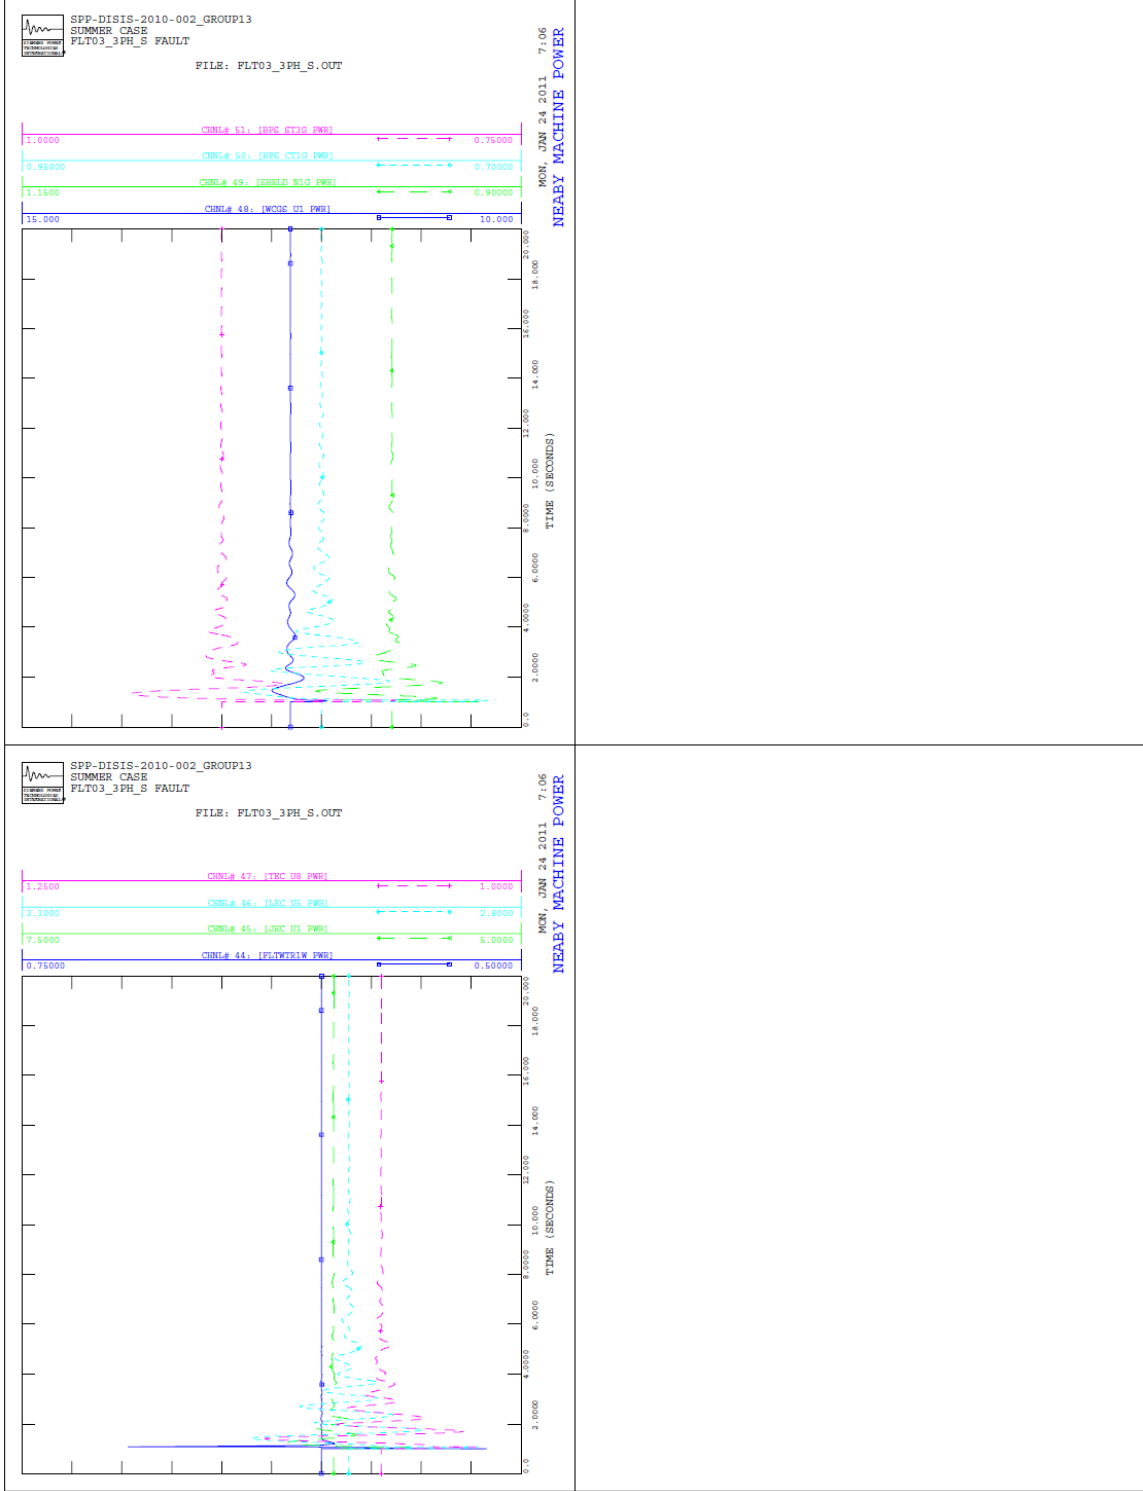 SPP-DISIS-2010-002_GROUP13
SUMMER CASE
FLT03_3PH_S FAULT
FILE: FLT03_3PH_S.OUT
MON, JAN 24 2011 7:06
NEABY MACHINE POWER
CHNL# 51: [BPS ST3G PWR]
1.0000 0.75000
CHNL# 50: [BPS CT1G PWR]
0.95000 0.70000
CHNL# 49: [SHELD N1G PWR]
1.1500 0.90000
CHNL# 48: [WCGS U1 PWR]
15.000 10.000
20.000
18.000
16.000
14.000
12.000
10.000
8.0000
6.0000
4.0000
2.0000
0.0
TIME (SECONDS)
SPP-DISIS-2010-002_GROUP13
SUMMER CASE
FLT03_3PH_S FAULT
FILE: FLT03_3PH_S.OUT
MON, JAN 24 2011 7:06
NEABY MACHINE POWER
CHNL# 47: [TEC U8 PWR]
1.2500 1.0000
CHNL# 46: [LEC U5 PWR]
3.3000 2.8000
CHNL# 45: [JEC U1 PWR]
7.5000 5.0000
CHNL# 44: [FLTWTR1W PWR]
0.75000 0.50000
20.000
18.000
16.000
14.000
12.000
10.000
8.0000
6.0000
4.0000
2.0000
0.0
TIME (SECONDS)